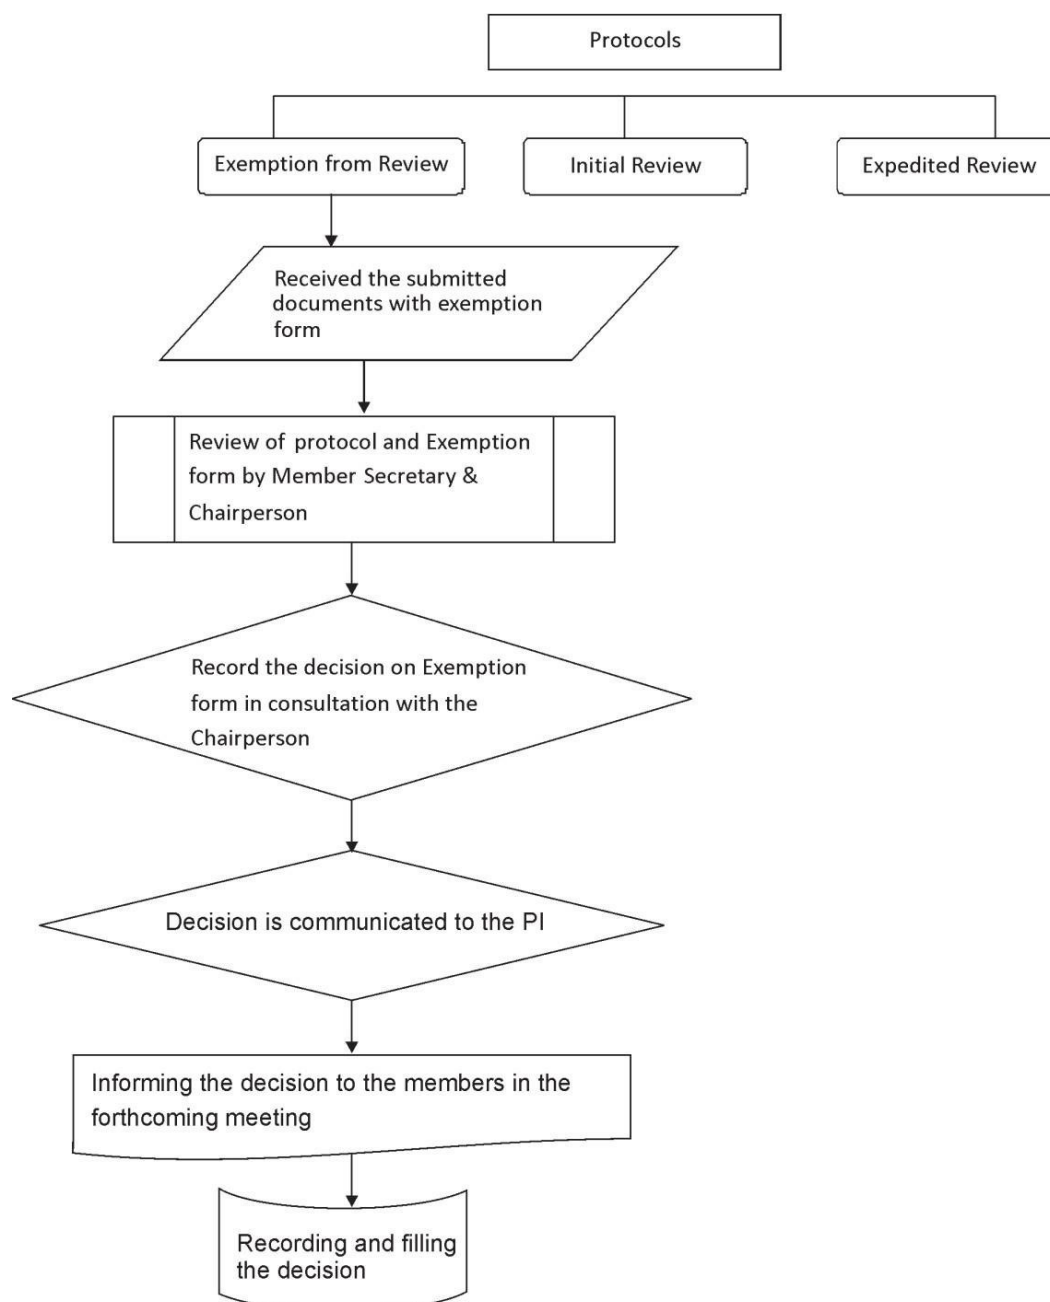 Protocols
Exemption from Review
Initial Review
Expedited Review
Received the submitted
documents with exemption
form
Review of protocol and Exemption
form by Member Secretary &
Chairperson
Record the decision on Exemption
form in consultation with the
Chairperson
Decision is communicated to the PI
Informing the decision to the members in the
forthcoming meeting
Recording and filling
the decision